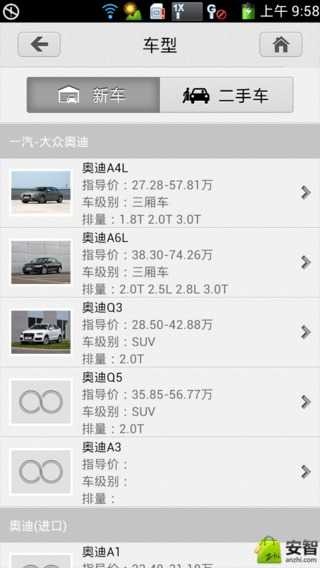 1X
G
上午 9:58
车型
新车
二手车
一汽-大众奥迪
奥迪A4L
指导价：27.28-57.81万
车级别：三厢车
排量：1.8T 2.0T 3.0T
奥迪A6L
指导价：38.30-74.26万
车级别：三厢车
排量：2.0T 2.5L 2.8L 3.0T
奥迪Q3
指导价：28.50-42.88万
车级别：SUV
排量：2.0T
奥迪Q5
指导价：35.85-56.77万
车级别：SUV
排量：2.0T
奥迪A3
指导价：
车级别：
排量：
奥迪(进口)
奥迪A1
安智
anzhi.com